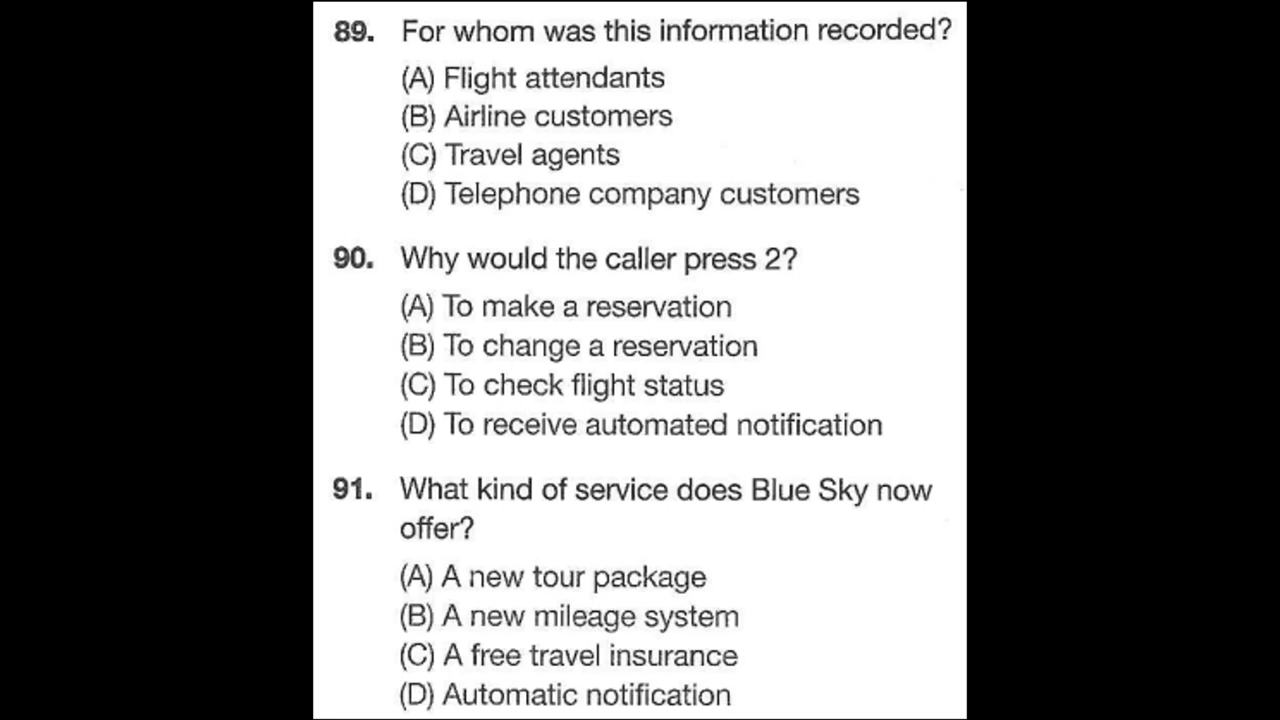 89. For whom was this information recorded?
(A) Flight attendants
(B) Airline customers
(C) Travel agents
(D) Telephone company customers
90. Why would the caller press 2?
(A) To make a reservation
(B) To change a reservation
(C) To check flight status
(D) To receive automated notification
91. What kind of service does Blue Sky now
offer?
(A) A new tour package
(B) A new mileage system
(C) A free travel insurance
(D) Automatic notification